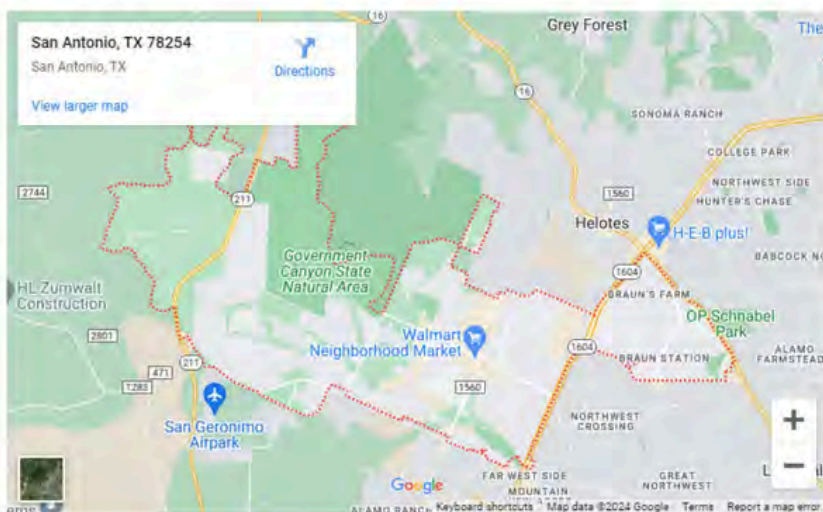 San Antonio, TX 78254
San Antonio, TX
Directions
View larger map
16
Grey Forest
The
16
SONOMA RANCH
COLLEGE PARK
2744
211
1560
NORTHWEST SIDE
HUNTER'S CHASE
Helotes
H-E-B plus!
Government
Canyon State
Natural Area
1604
BABCOCK NO
HL Zumwalt
Construction
BRAUN'S FARM
OP Schnabel
Park
2801
Walmart
Neighborhood Market
1604
BRAUN STATION
ALAMO
FARMSTEAD
211
471
1283
1560
San Geronimo
Airpark
NORTHWEST
CROSSING
FAR WEST SIDE
GREAT
NORTHWEST
MOUNTAIN
Google
ALAMO RANCH
Keyboard shortcuts
Map data ©2024 Google
Terms
Report a map error